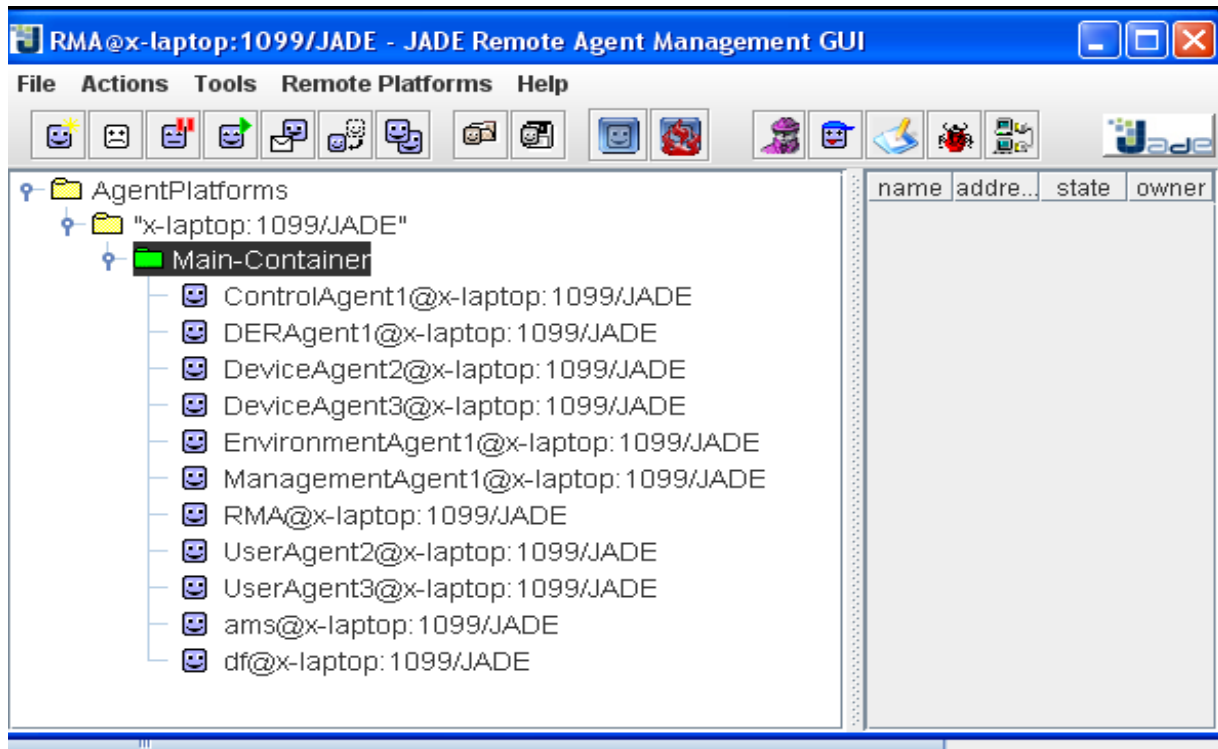 RMA@x-laptop:1099/JADE - JADE Remote Agent Management GUI
File Actions Tools Remote Platforms Help
Jade
AgentPlatforms
"x-laptop:1099/JADE"
Main-Container
ControlAgent1@x-laptop:1099/JADE
DERAgent1@x-laptop:1099/JADE
DeviceAgent2@x-laptop:1099/JADE
DeviceAgent3@x-laptop:1099/JADE
EnvironmentAgent1@x-laptop:1099/JADE
ManagementAgent1@x-laptop:1099/JADE
RMA@x-laptop:1099/JADE
UserAgent2@x-laptop:1099/JADE
UserAgent3@x-laptop:1099/JADE
ams@x-laptop:1099/JADE
df@x-laptop:1099/JADE
name addre... state owner